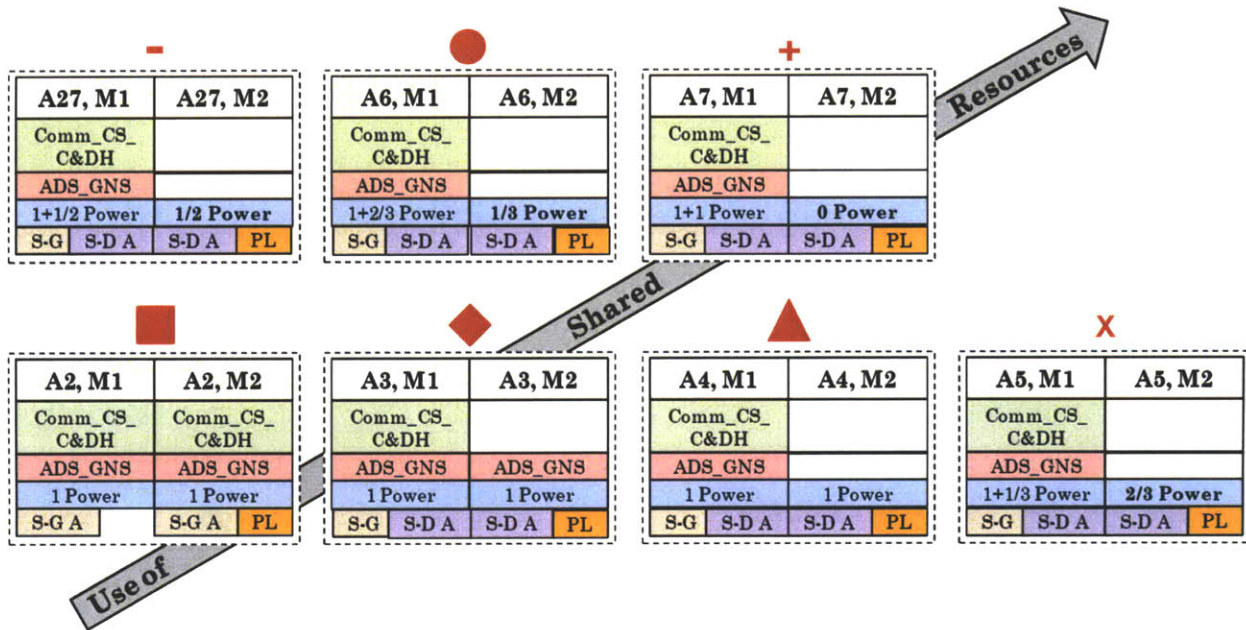 -
+
A27, M1 A27, M2
Comm_CS_
C&DH
ADS_GNS
1+1/2 Power 1/2 Power
S-G S-D A S-D A PL
A6, M1 A6, M2
Comm_CS_
C&DH
ADS_GNS
1+2/3 Power 1/3 Power
S-G S-D A S-D A PL
A7, M1 A7, M2
Comm_CS_
C&DH
ADS_GNS
1+1 Power 0 Power
S-G S-D A S-D A PL
X
A2, M1 A2, M2
Comm_CS_ Comm_CS_
C&DH C&DH
ADS_GNS ADS_GNS
1 Power 1 Power
S-G A S-G A PL
A3, M1 A3, M2
Comm_CS_
C&DH
ADS_GNS ADS_GNS
1 Power 1 Power
S-G S-D A S-D A PL
A4, M1 A4, M2
Comm_CS_
C&DH
ADS_GNS
1 Power 1 Power
S-G S-D A S-D A PL
A5, M1 A5, M2
Comm_CS_
C&DH
ADS_GNS
1+1/3 Power 2/3 Power
S-G S-D A S-D A PL
Use of Shared Resources